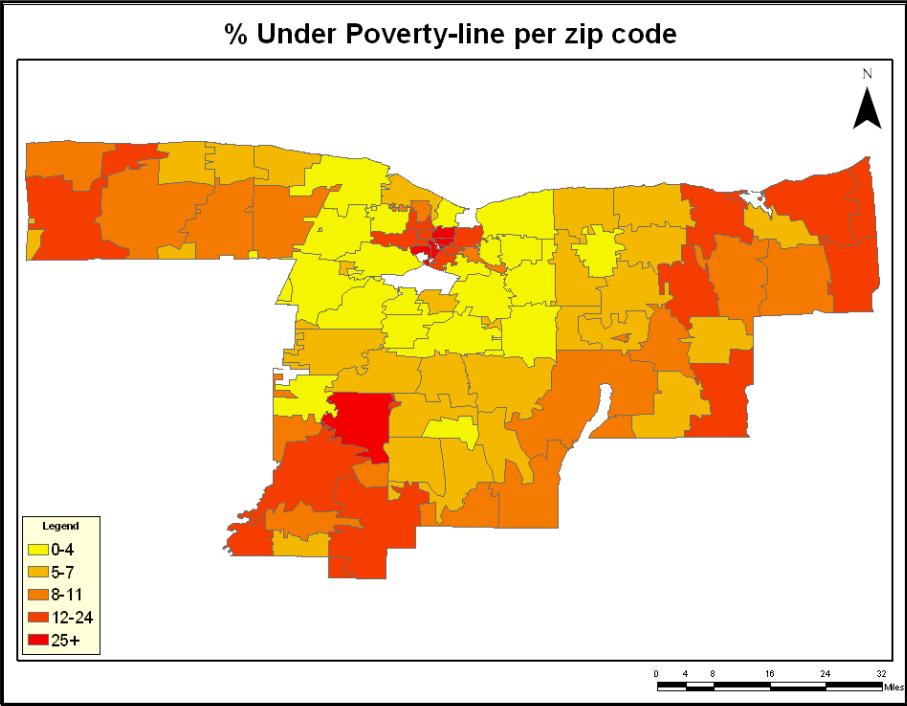 % Under Poverty-line per zip code
N
Legend
0-4
5-7
8-11
12-24
25+
0 4 8 16 24 32
Miles